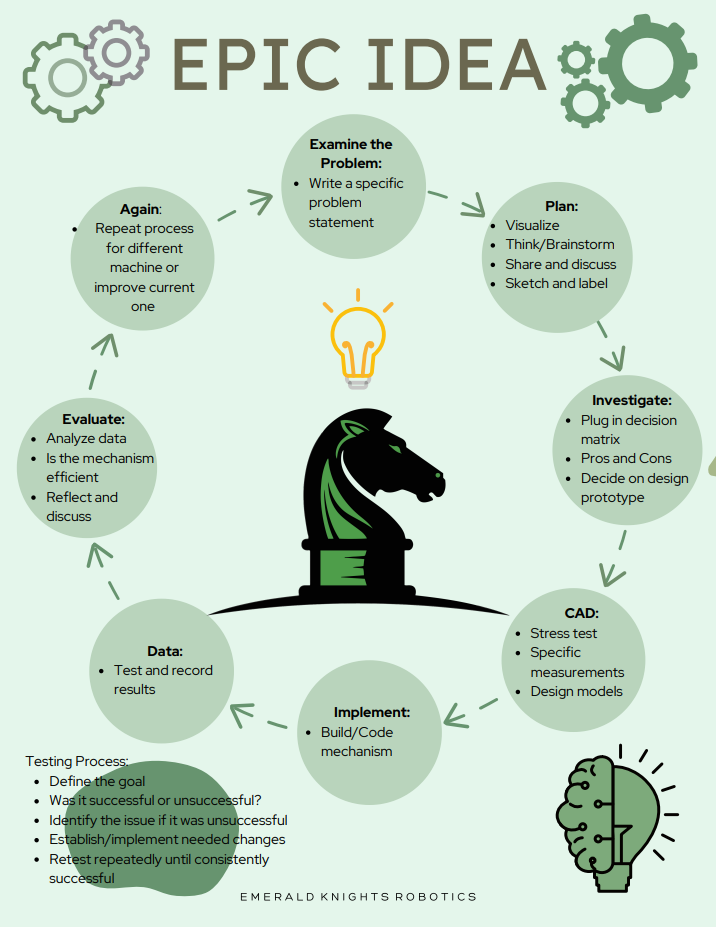 EPIC IDEA
Examine the
Problem:
• Write a specific
problem
statement
Plan:
• Visualize
• Think/Brainstorm
• Share and discuss
• Sketch and label
Investigate:
• Plug in decision
matrix
• Pros and Cons
• Decide on design
prototype
CAD:
• Stress test
• Specific
measurements
• Design models
Implement:
• Build/Code
mechanism
Data:
• Test and record
results
Evaluate:
• Analyze data
• Is the mechanism
efficient
• Reflect and
discuss
Again:
• Repeat process
for different
machine or
improve current
one
Testing Process:
• Define the goal
• Was it successful or unsuccessful?
• Identify the issue if it was unsuccessful
• Establish/implement needed changes
• Retest repeatedly until consistently
successful
EMERALD KNIGHTS ROBOTICS